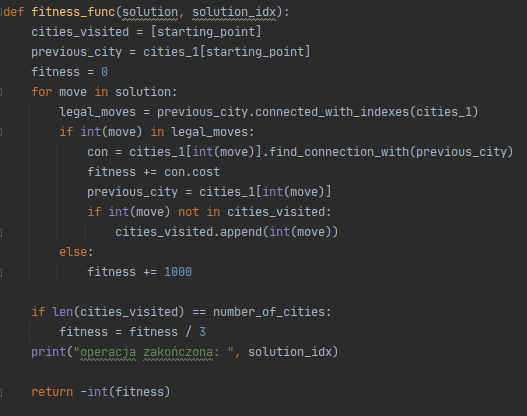 def fitness_func(solution, solution_idx):
    cities_visited = [starting_point]
    previous_city = cities_1[starting_point]
    fitness = 0
    for move in solution:
        legal_moves = previous_city.connected_with_indexes(cities_1)
        if int(move) in legal_moves:
            con = cities_1[int(move)].find_connection_with(previous_city)
            fitness += con.cost
            previous_city = cities_1[int(move)]
            if int(move) not in cities_visited:
                cities_visited.append(int(move))
        else:
            fitness += 1000

    if len(cities_visited) == number_of_cities:
        fitness = fitness / 3
    print("operacja zakończona: ", solution_idx)

    return -int(fitness)